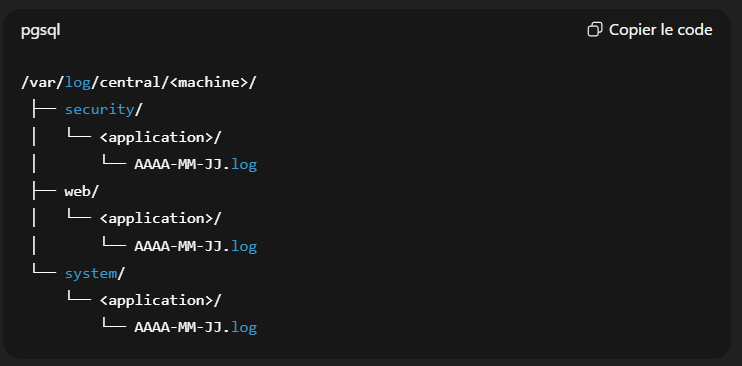 pgsql
Copier le code
/var/log/central/<machine>/
├── security/
│   └── <application>/
│       └── AAAA-MM-JJ.log
├── web/
│   └── <application>/
│       └── AAAA-MM-JJ.log
└── system/
    └── <application>/
        └── AAAA-MM-JJ.log